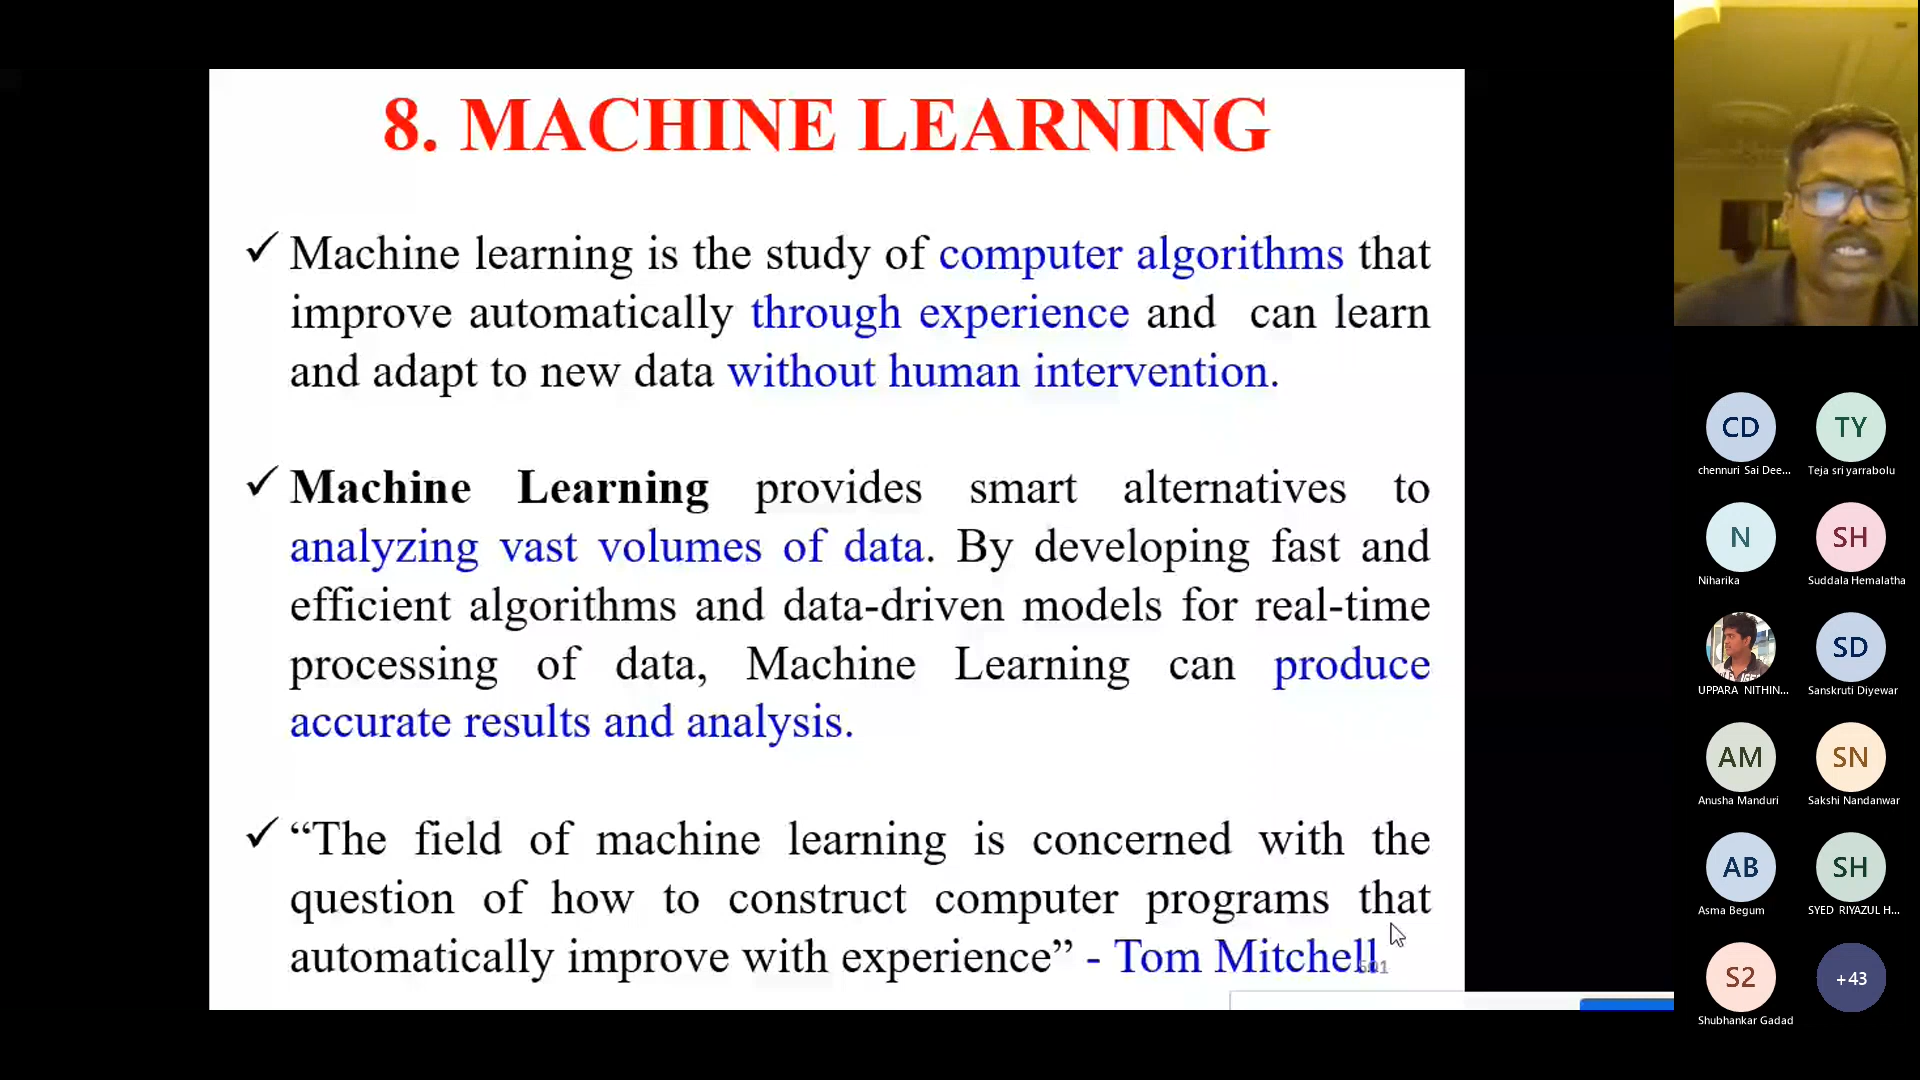 8. MACHINE LEARNING
✓ Machine learning is the study of computer algorithms that
improve automatically through experience and can learn
and adapt to new data without human intervention.
✓ Machine Learning provides smart alternatives to
analyzing vast volumes of data. By developing fast and
efficient algorithms and data-driven models for real-time
processing of data, Machine Learning can produce
accurate results and analysis.
✓ “The field of machine learning is concerned with the
question of how to construct computer programs that
automatically improve with experience” - Tom Mitchell
CD
chennuri Sai Dee...
TY
Teja sri yarrabolu
N
Niharika
SH
Suddala Hemalatha
UPPARA NITHIN...
SD
Sanskruti Diyewar
AM
Anusha Manduri
SN
Sakshi Nandanwar
AB
Asma Begum
SH
SYED RIYAZUL H...
S2
Shubhankar Gadad
+43